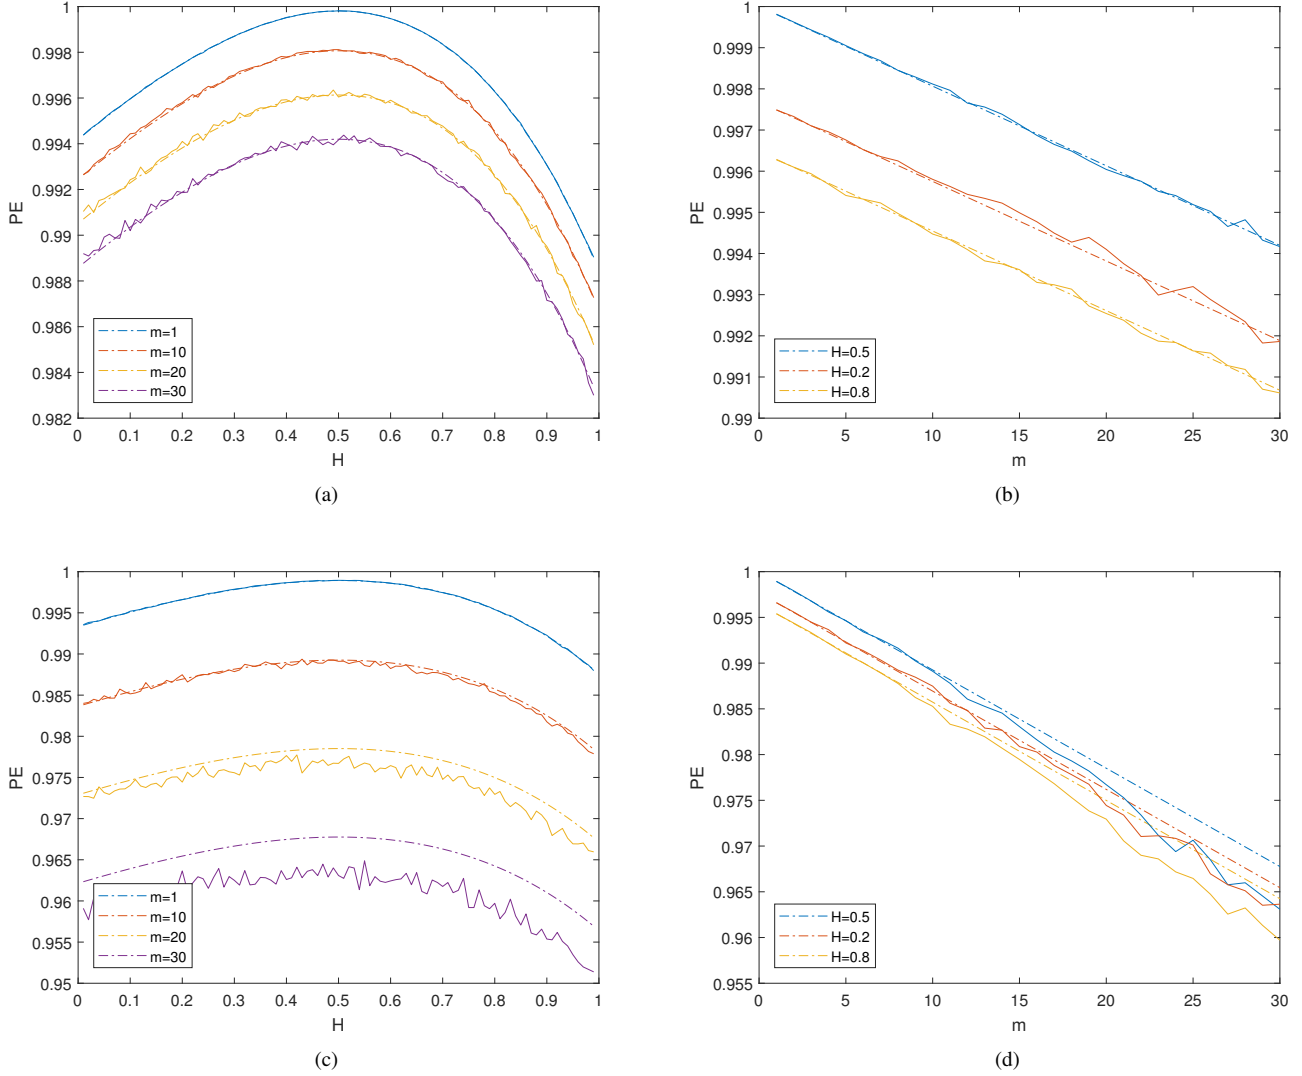 1
0.998
0.996
0.994
0.992
0.99
0.988
0.986
0.984
0.982
PE
m=1
m=10
m=20
m=30
0 0.1 0.2 0.3 0.4 0.5 0.6 0.7 0.8 0.9 1
H
(a)
1
0.999
0.998
0.997
0.996
0.995
0.994
0.993
0.992
0.991
0.99
PE
H=0.5
H=0.2
H=0.8
0 5 10 15 20 25 30
m
(b)
1
0.995
0.99
0.985
0.98
0.975
0.97
0.965
0.96
0.955
0.95
PE
m=1
m=10
m=20
m=30
0 0.1 0.2 0.3 0.4 0.5 0.6 0.7 0.8 0.9 1
H
(c)
1
0.995
0.99
0.985
0.98
0.975
0.97
0.965
0.96
0.955
PE
H=0.5
H=0.2
H=0.8
0 5 10 15 20 25 30
m
(d)